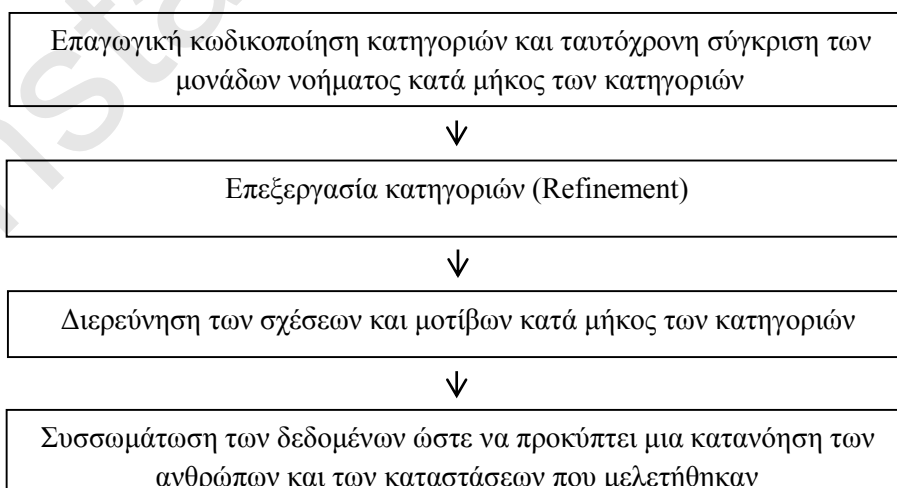 Επαγωγική κωδικοποίηση κατηγοριών και ταυτόχρονη σύγκριση των
μονάδων νοήματος κατά μήκος των κατηγοριών
Επεξεργασία κατηγοριών (Refinement)
Διερεύνηση των σχέσεων και μοτίβων κατά μήκος των κατηγοριών
Συσσωμάτωση των δεδομένων ώστε να προκύπτει μια κατανόηση των
ανθρώπων και των καταστάσεων που μελετήθηκαν